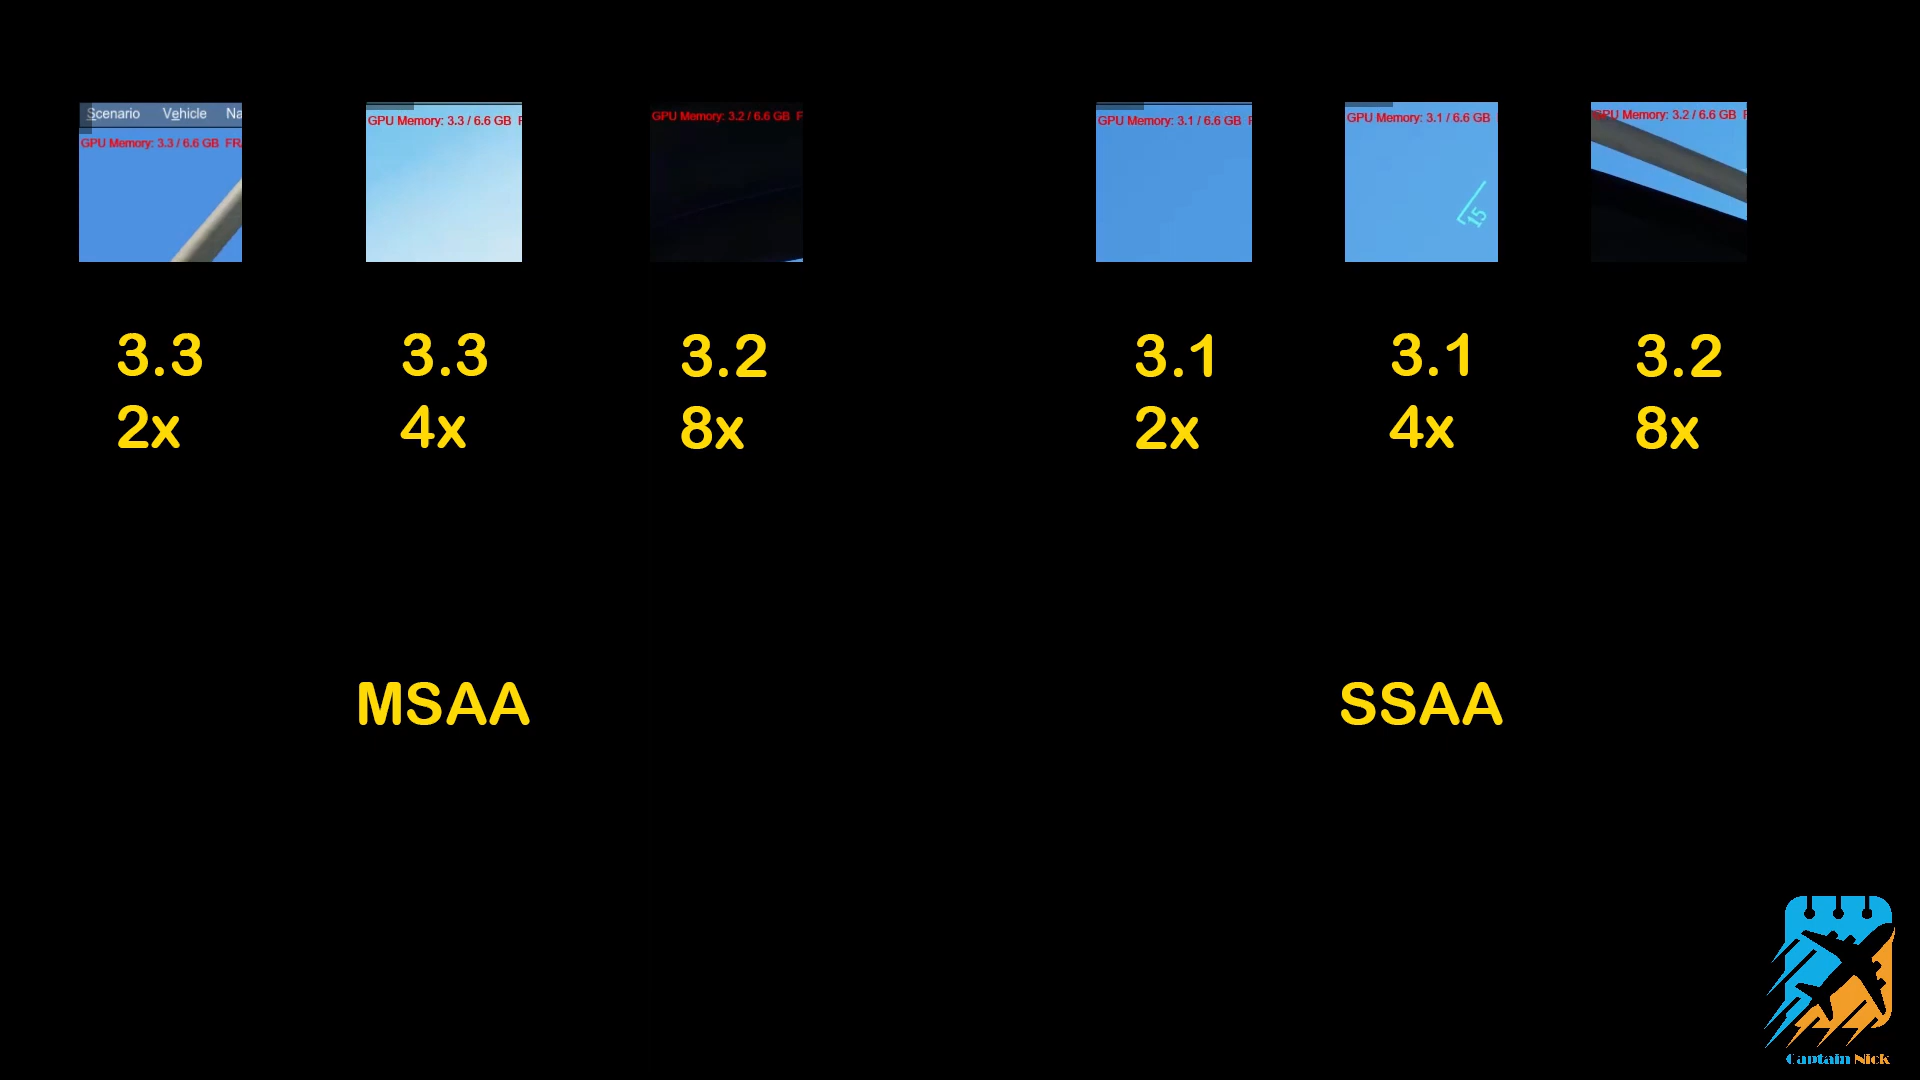 Scenario Vehicle Na
GPU Memory: 3.3 / 6.6 GB FR
GPU Memory: 3.3 / 6.6 GB F
GPU Memory: 3.2 / 6.6 GB F
GPU Memory: 3.1 / 6.6 GB F
GPU Memory: 3.1 / 6.6 GB
GPU Memory: 3.2 / 6.6 GB F
15
3.3 3.3 3.2 3.1 3.1 3.2
2x 4x 8x 2x 4x 8x
MSAA SSAA
Captain Nick